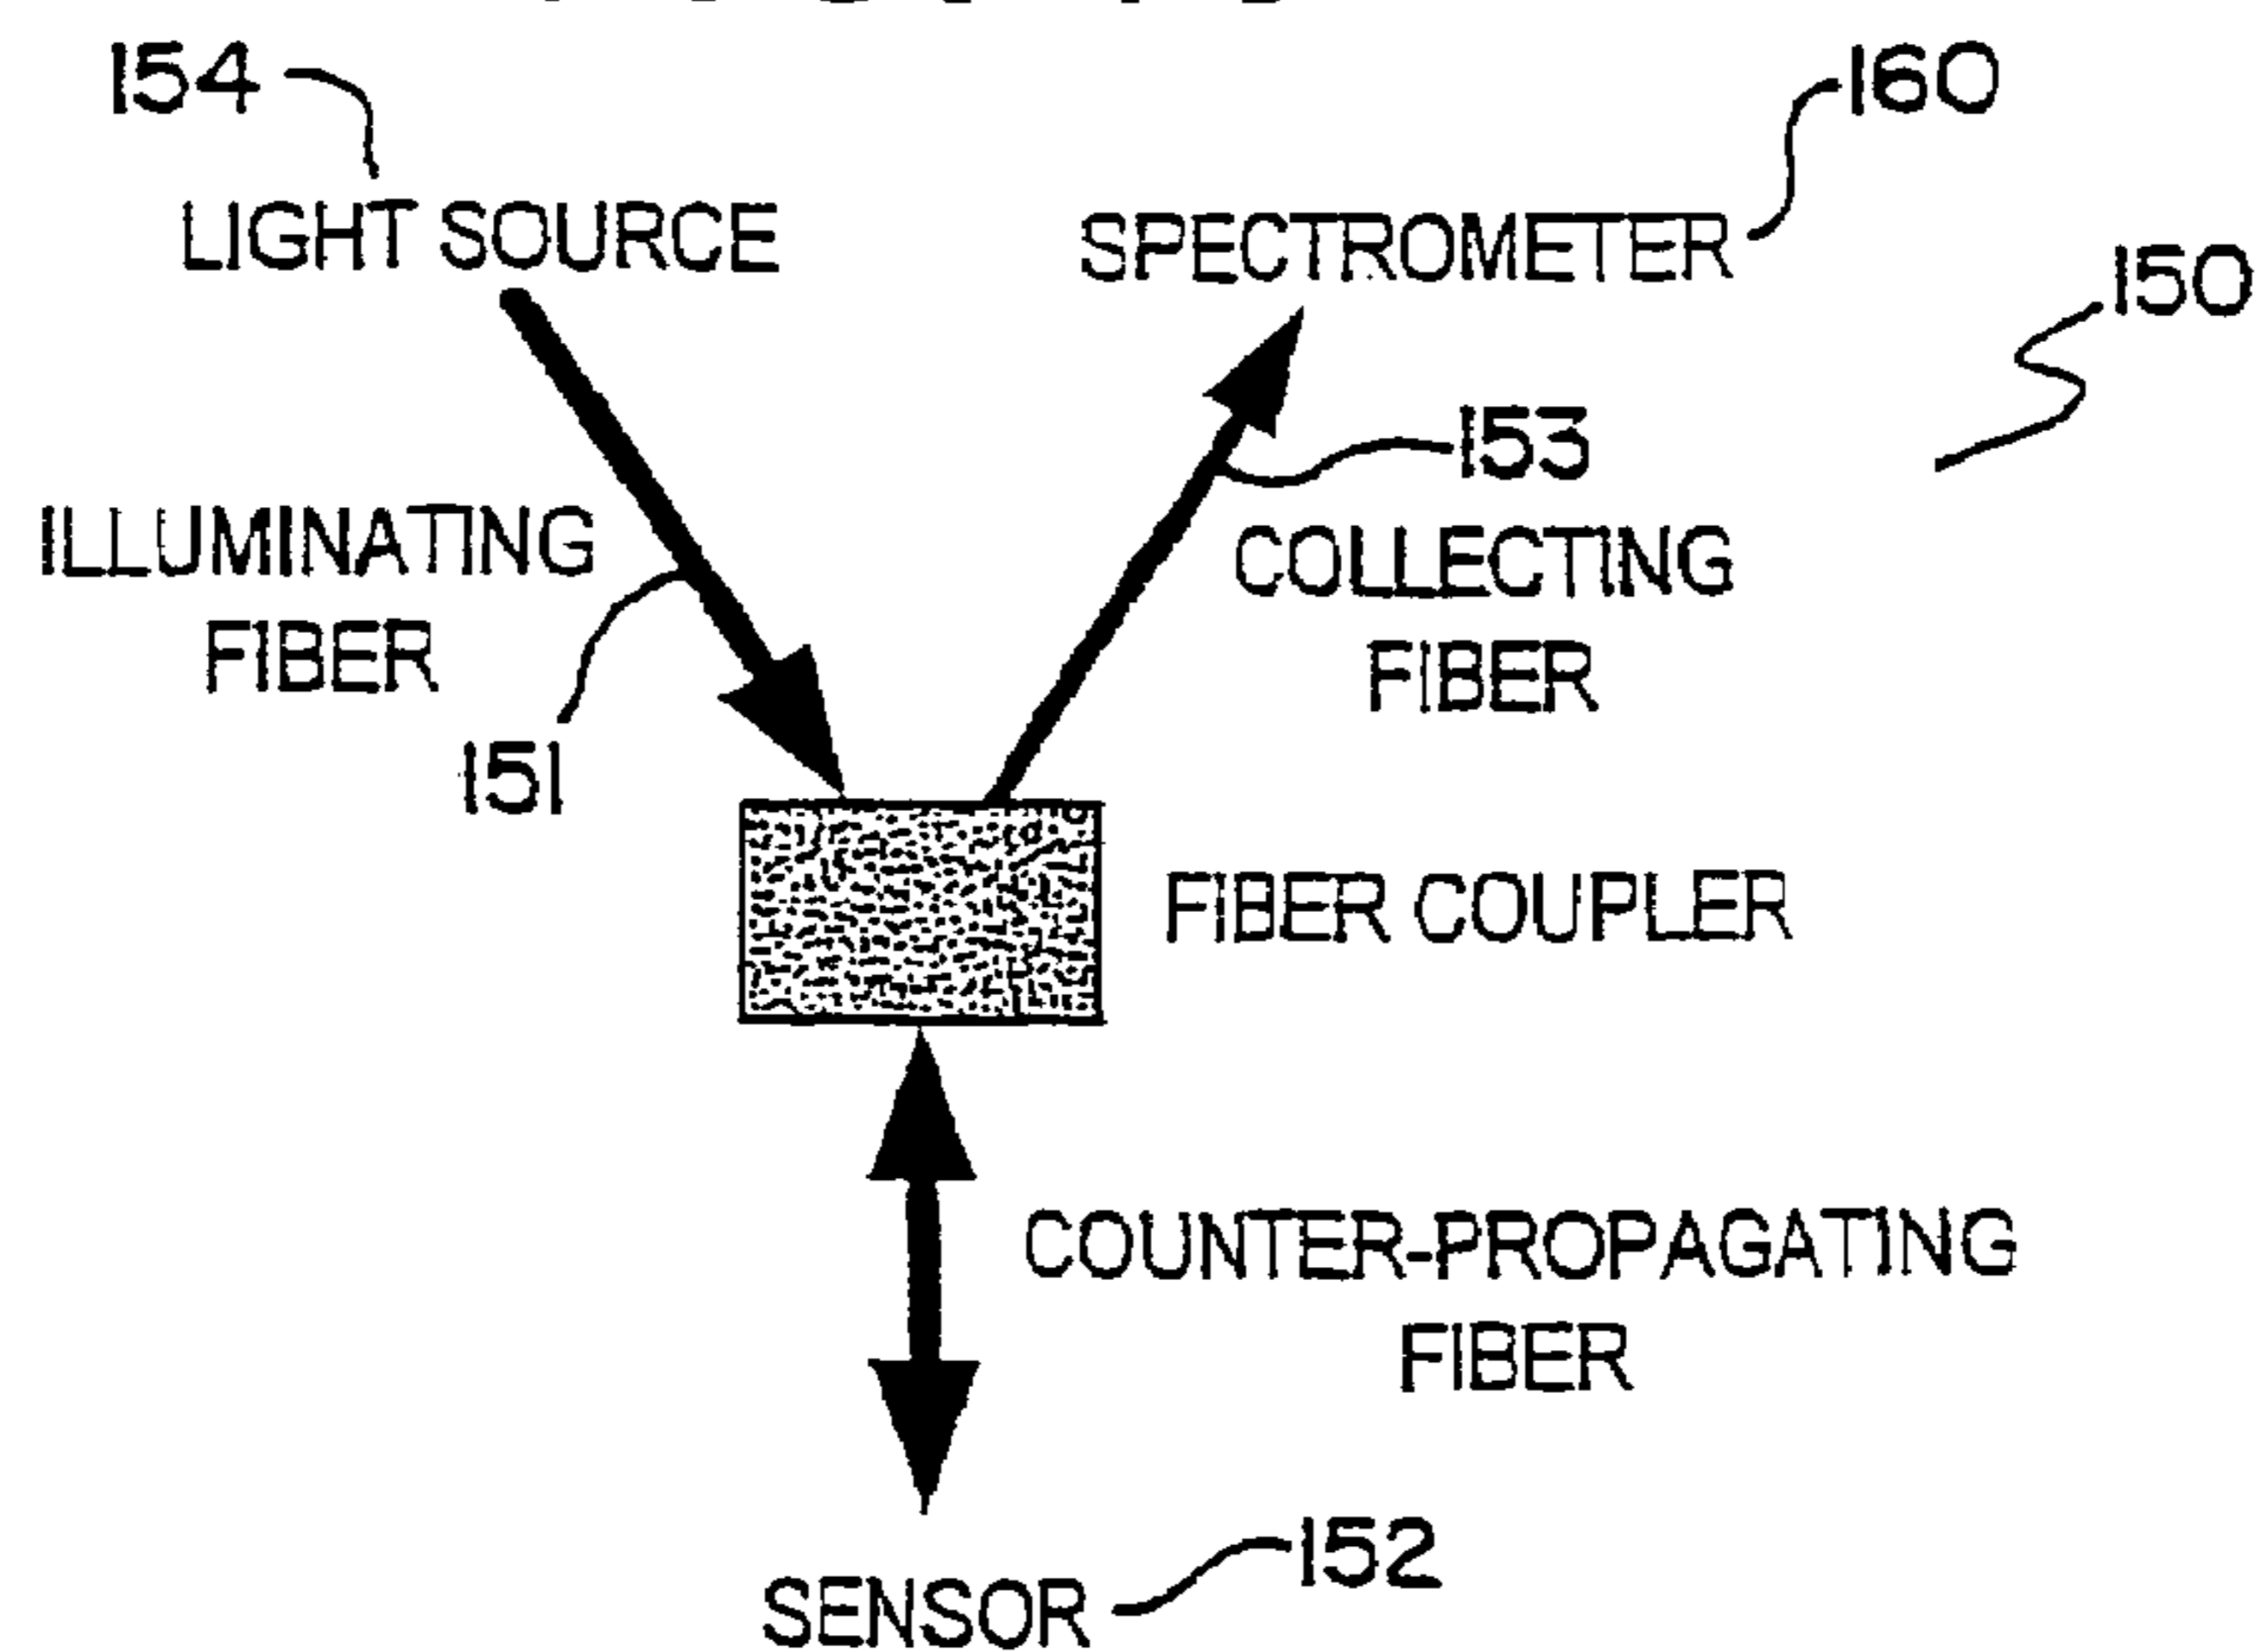 154
160
LIGHT SOURCE
SPECTROMETER
150
153
ILLUMINATING
FIBER
COLLECTING
FIBER
151
FIBER COUPLER
COUNTER-PROPAGATING
FIBER
152
SENSOR